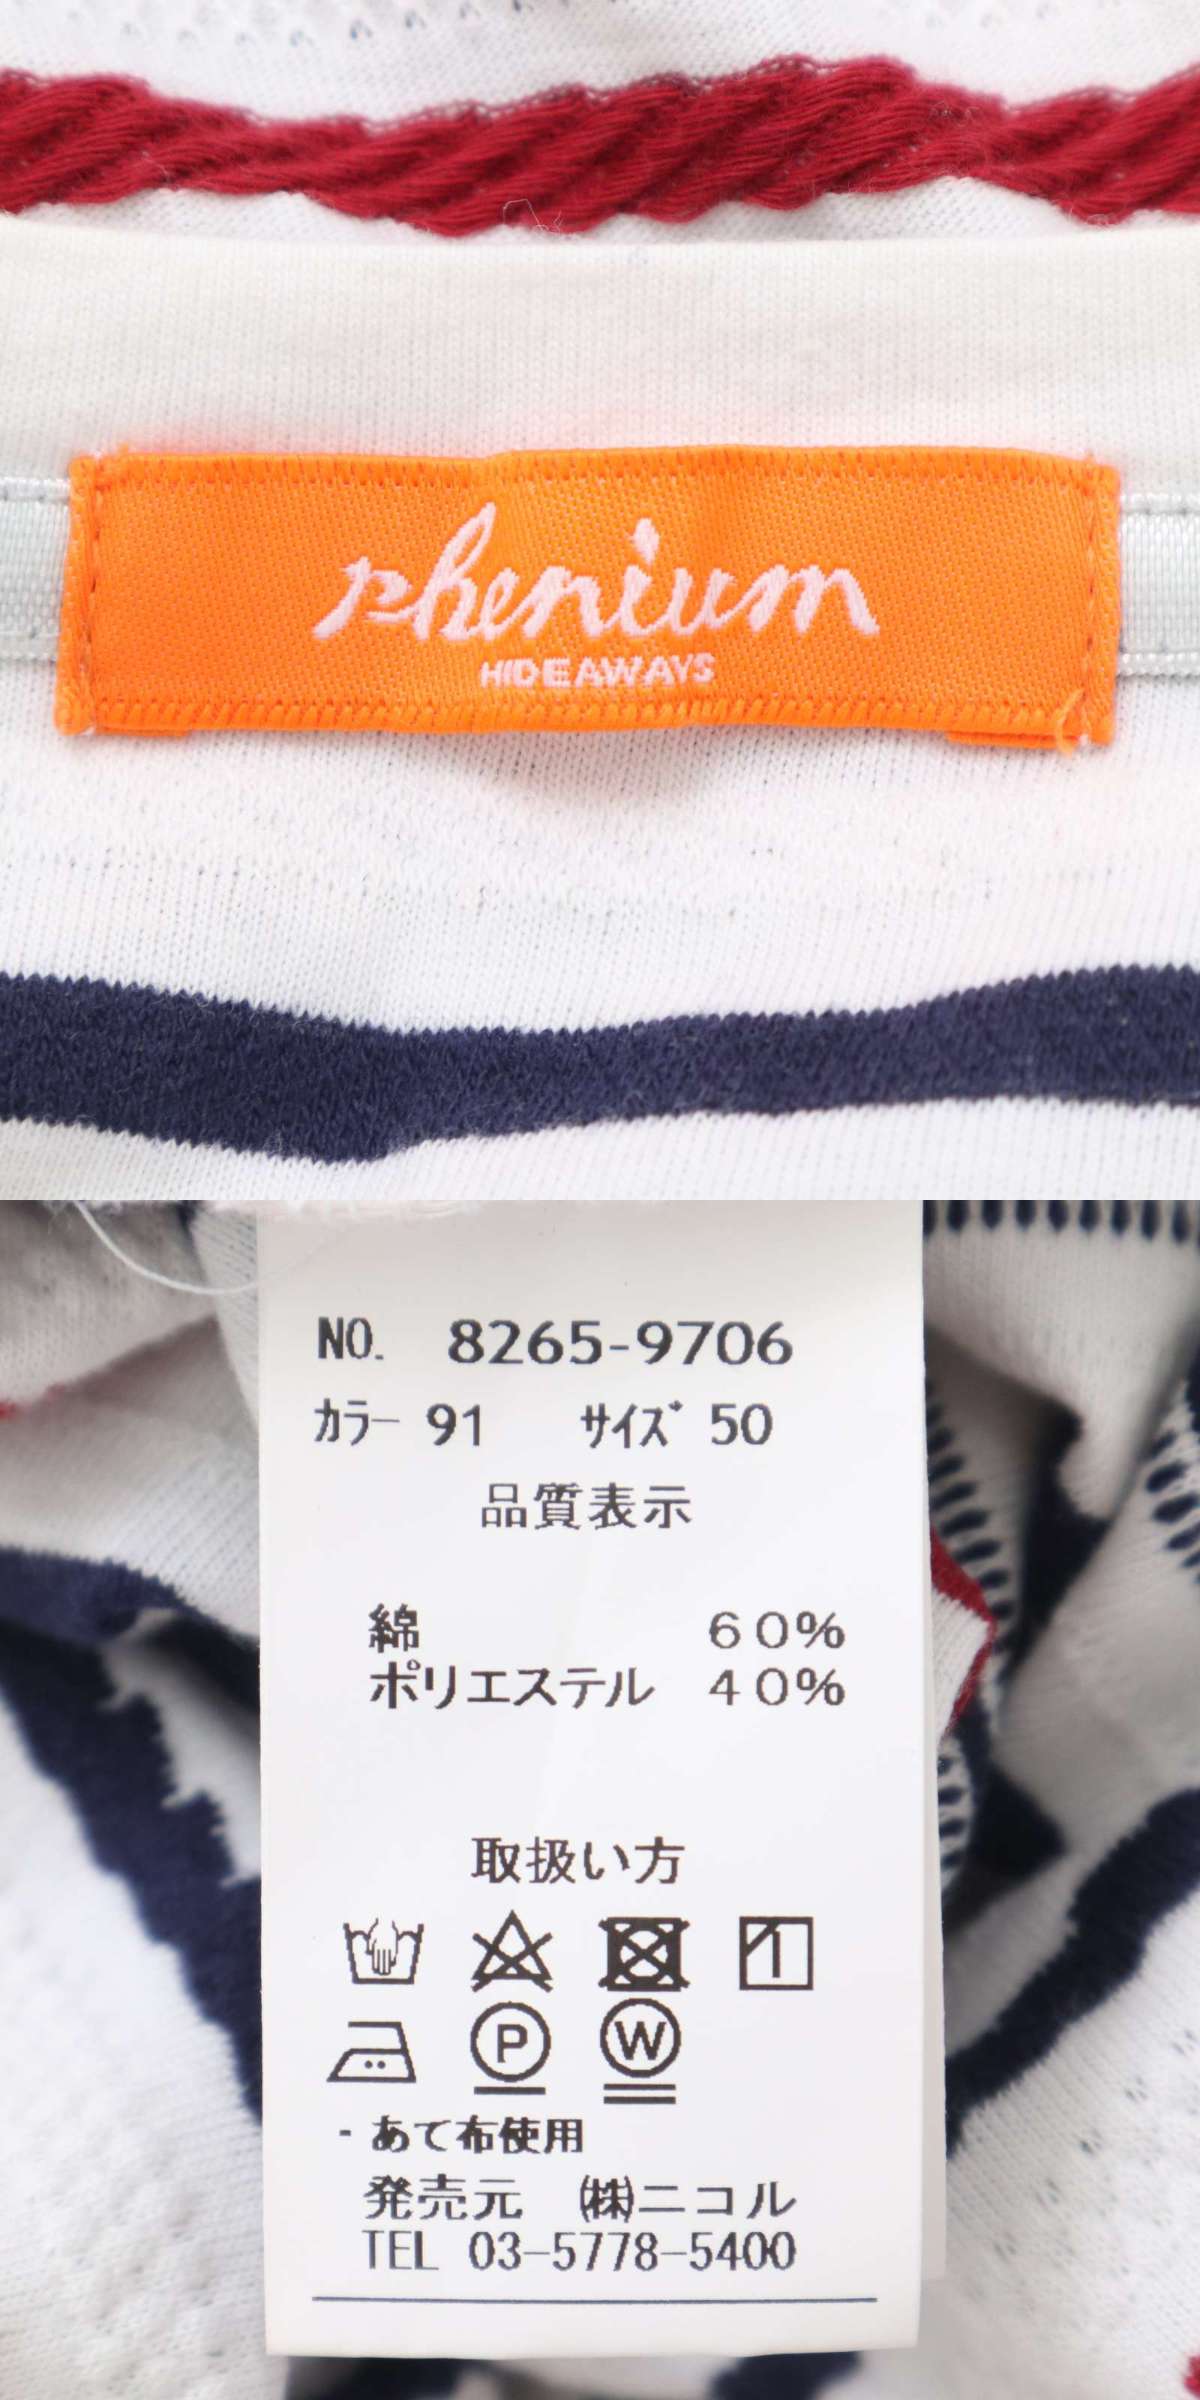 phenium
HIDEAWAYS
NO. 8265-9706
カラー 91 サイズ 50
品質表示
綿 60%
ポリエステル 40%
取扱い方
1
P W
・あて布使用
発売元 ㈱ニコル
TEL 03-5778-5400